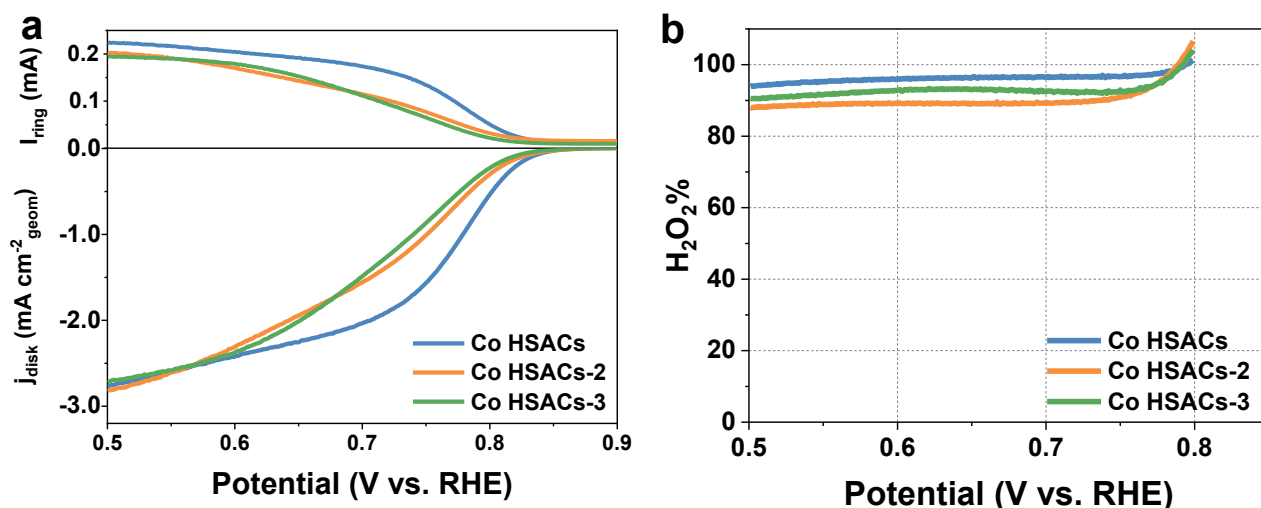 a
I_ring (mA)
0.2
0.1
0.0
j_disk (mA cm⁻²_geom)
-1.0
-2.0
-3.0
Co HSACs
Co HSACs-2
Co HSACs-3
0.5 0.6 0.7 0.8 0.9
Potential (V vs. RHE)
b
H₂O₂%
100
80
60
40
20
0
Co HSACs
Co HSACs-2
Co HSACs-3
0.5 0.6 0.7 0.8
Potential (V vs. RHE)